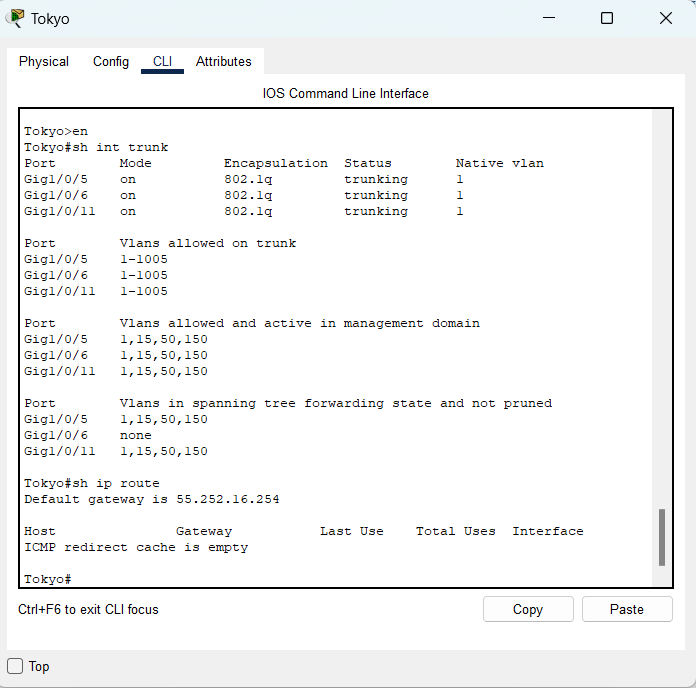 Tokyo
Physical Config CLI Attributes
IOS Command Line Interface
Tokyo>en
Tokyo#sh int trunk
Port        Mode         Encapsulation  Status        Native vlan
Gig1/0/5    on           802.1q         trunking      1
Gig1/0/6    on           802.1q         trunking      1
Gig1/0/11   on           802.1q         trunking      1
Port        Vlans allowed on trunk
Gig1/0/5    1-1005
Gig1/0/6    1-1005
Gig1/0/11   1-1005
Port        Vlans allowed and active in management domain
Gig1/0/5    1,15,50,150
Gig1/0/6    1,15,50,150
Gig1/0/11   1,15,50,150
Port        Vlans in spanning tree forwarding state and not pruned
Gig1/0/5    1,15,50,150
Gig1/0/6    none
Gig1/0/11   1,15,50,150
Tokyo#sh ip route
Default gateway is 55.252.16.254
Host               Gateway           Last Use    Total Uses  Interface
ICMP redirect cache is empty
Tokyo#
Ctrl+F6 to exit CLI focus
Copy Paste
Top